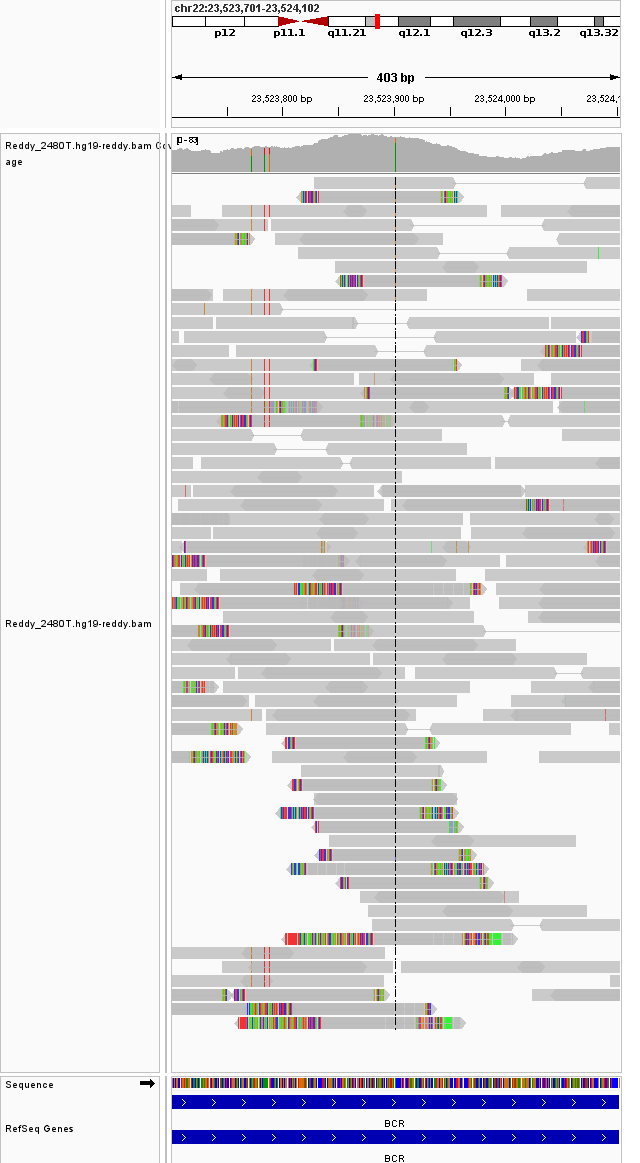 chr22:23,523,701-23,524,102
p12 p11.1 q11.21 q12.1 q12.3 q13.2 q13.32
403 bp
23,523,800 bp 23,523,900 bp 23,524,000 bp 23,524,1
[0 - 83]
Reddy_2480T.hg19-reddy.bam Cov
age
Reddy_2480T.hg19-reddy.bam
Sequence
BCR
RefSeq Genes
BCR